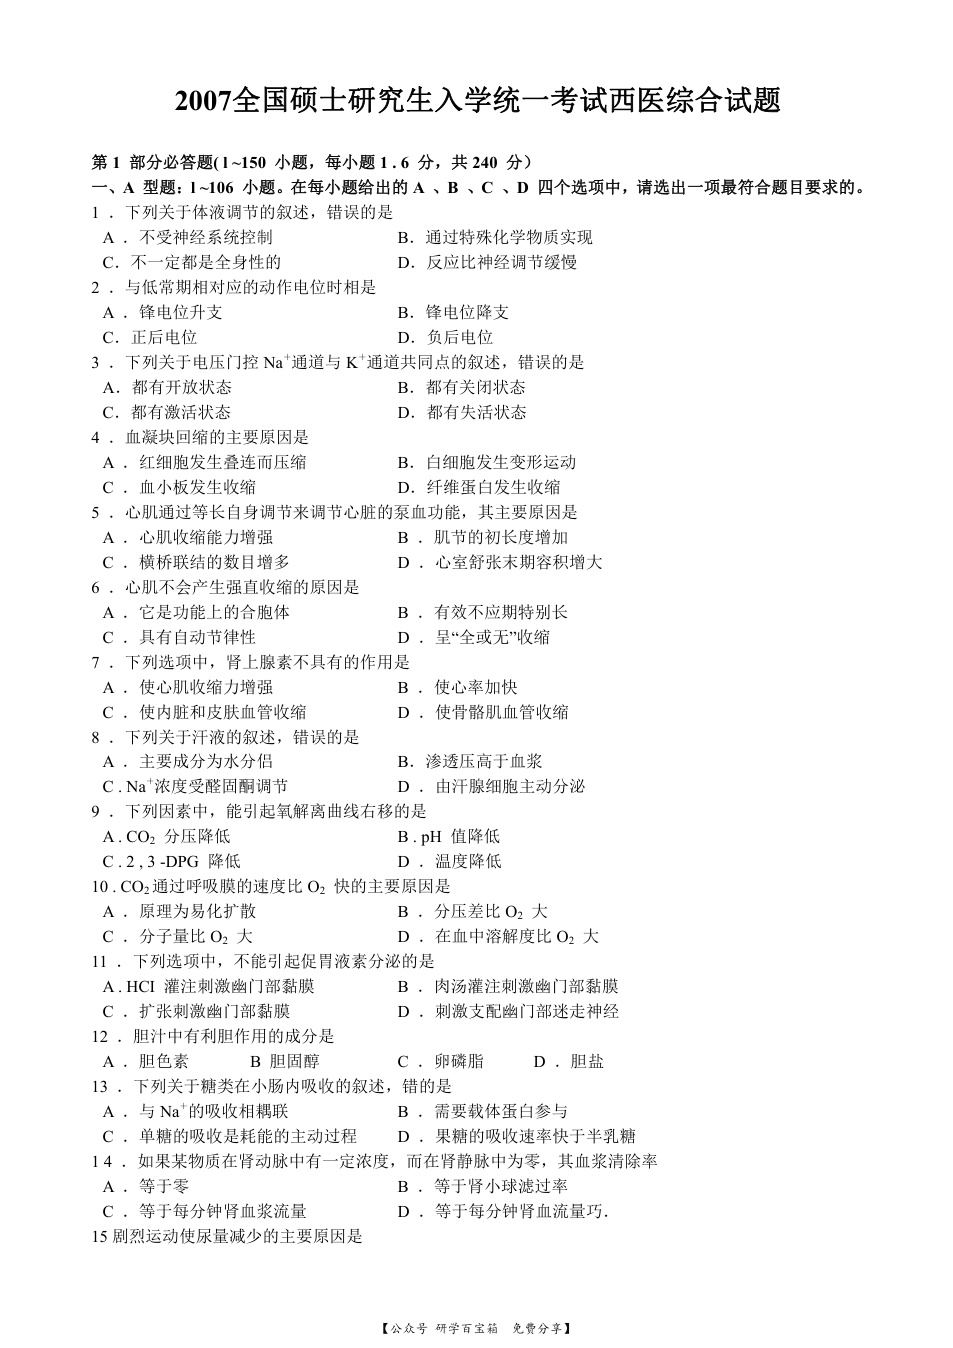 2007全国硕士研究生入学统一考试西医综合试题
第 1 部分必答题( l ~150 小题，每小题 1 . 6 分，共 240 分）
一、A 型题：l ~106 小题。在每小题给出的 A 、B 、C 、D 四个选项中，请选出一项最符合题目要求的。
1 ．下列关于体液调节的叙述，错误的是
A ．不受神经系统控制 B．通过特殊化学物质实现
C．不一定都是全身性的 D．反应比神经调节缓慢
2 ．与低常期相对应的动作电位时相是
A ．锋电位升支 B．锋电位降支
C．正后电位 D．负后电位
3 ．下列关于电压门控 Na⁺通道与 K⁺通道共同点的叙述，错误的是
A．都有开放状态 B．都有关闭状态
C．都有激活状态 D．都有失活状态
4 ．血凝块回缩的主要原因是
A ．红细胞发生叠连而压缩 B．白细胞发生变形运动
C ．血小板发生收缩 D．纤维蛋白发生收缩
5 ．心肌通过等长自身调节来调节心脏的泵血功能，其主要原因是
A ．心肌收缩能力增强 B ．肌节的初长度增加
C ．横桥联结的数目增多 D ．心室舒张末期容积增大
6 ．心肌不会产生强直收缩的原因是
A ．它是功能上的合胞体 B ．有效不应期特别长
C ．具有自动节律性 D ．呈“全或无”收缩
7 ．下列选项中，肾上腺素不具有的作用是
A ．使心肌收缩力增强 B ．使心率加快
C ．使内脏和皮肤血管收缩 D ．使骨骼肌血管收缩
8 ．下列关于汗液的叙述，错误的是
A ．主要成分为水分侣 B．渗透压高于血浆
C . Na⁺浓度受醛固酮调节 D ．由汗腺细胞主动分泌
9 ．下列因素中，能引起氧解离曲线右移的是
A . CO₂ 分压降低 B . pH 值降低
C . 2 , 3 -DPG 降低 D ．温度降低
10 . CO₂通过呼吸膜的速度比 O₂ 快的主要原因是
A ．原理为易化扩散 B ．分压差比 O₂ 大
C ．分子量比 O₂ 大 D ．在血中溶解度比 O₂ 大
11 ．下列选项中，不能引起促胃液素分泌的是
A . HCI 灌注刺激幽门部黏膜 B ．肉汤灌注刺激幽门部黏膜
C ．扩张刺激幽门部黏膜 D ．刺激支配幽门部迷走神经
12 ．胆汁中有利胆作用的成分是
A ．胆色素 B 胆固醇 C ．卵磷脂 D ．胆盐
13 ．下列关于糖类在小肠内吸收的叙述，错的是
A ．与 Na⁺的吸收相耦联 B ．需要载体蛋白参与
C ．单糖的吸收是耗能的主动过程 D ．果糖的吸收速率快于半乳糖
1 4 ．如果某物质在肾动脉中有一定浓度，而在肾静脉中为零，其血浆清除率
A ．等于零 B ．等于肾小球滤过率
C ．等于每分钟肾血浆流量 D ．等于每分钟肾血流量巧．
15 剧烈运动使尿量减少的主要原因是
【公众号 研学百宝箱 免费分享】